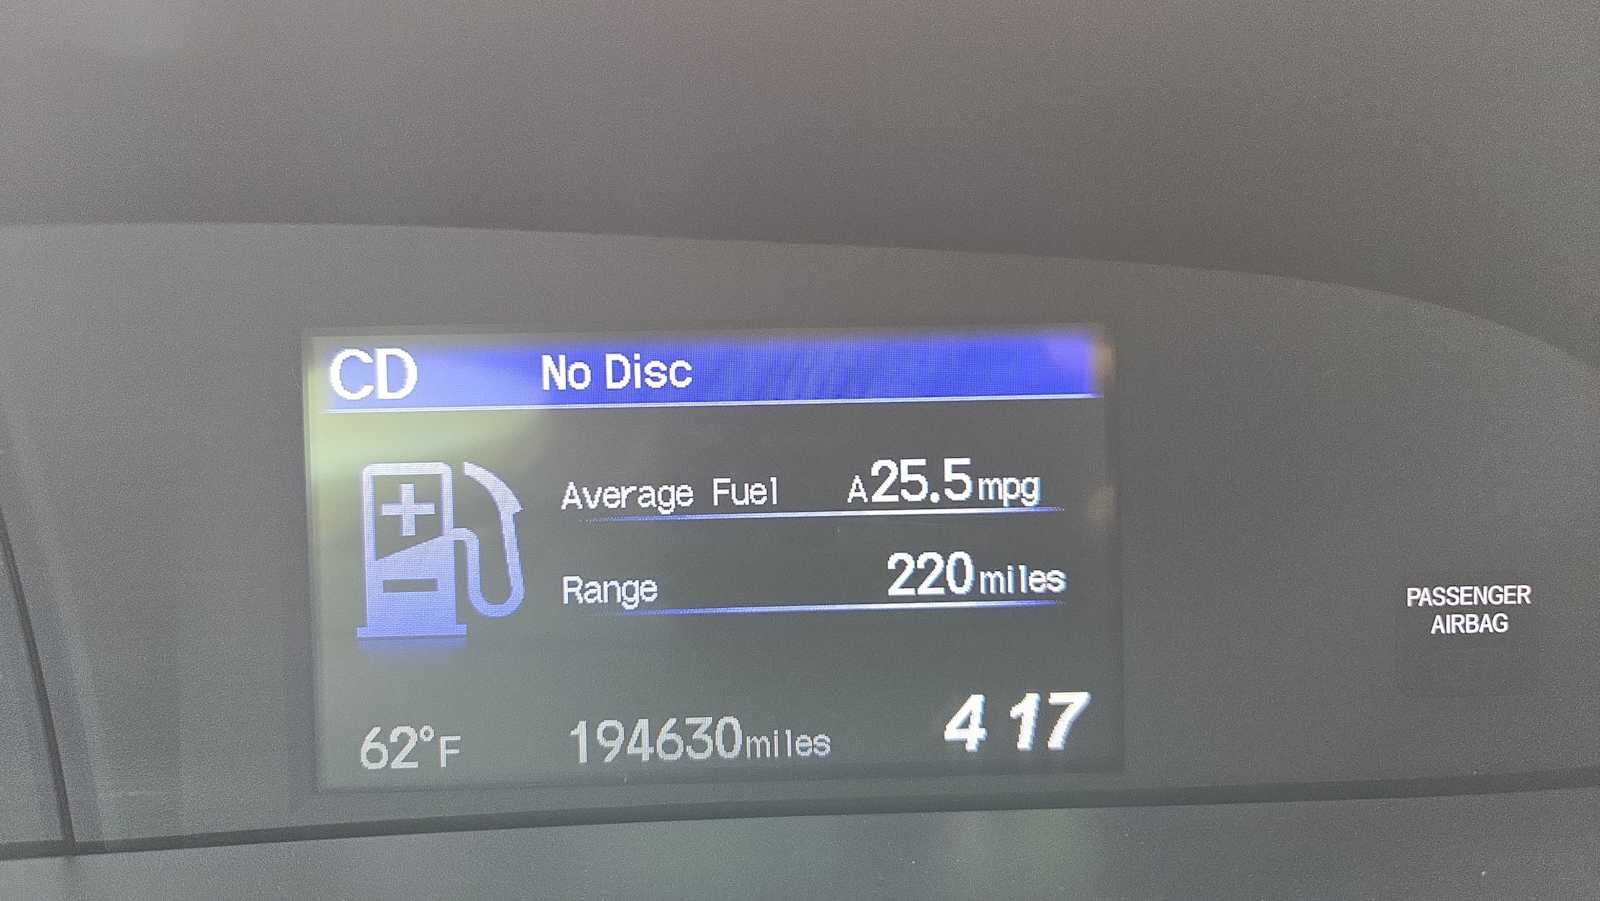 CD No Disc
Average Fuel A25.5mpg
Range 220miles
PASSENGER
AIRBAG
62°F 194630miles 4 17